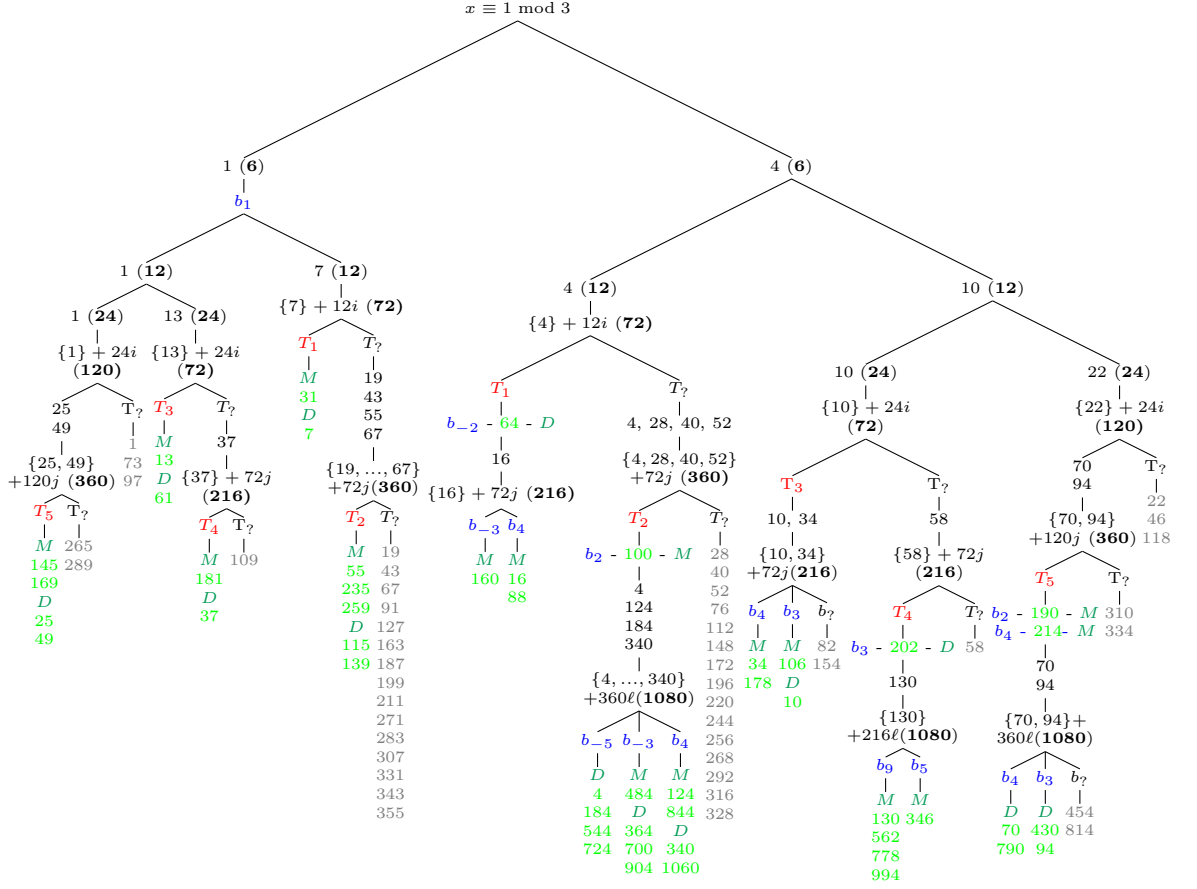 x ≡ 1 mod 3
1 (6)
4 (6)
b₁
1 (12)
7 (12)
4 (12)
10 (12)
1 (24)
13 (24)
{1} + 24i
(120)
{13} + 24i
(72)
25
49
T?
1
73
97
{25, 49}
+120j (360)
T₅
M
145
169
D
25
49
T?
265
289
T₃
M
13
D
61
T?
37
{37} + 72j
(216)
T₄
M
181
D
37
T?
109
{7} + 12i (72)
T₁
M
31
D
7
T?
19
43
55
67
{19, ..., 67}
+72j(360)
T₂
M
55
235
259
D
115
139
T?
19
43
67
91
127
163
187
199
211
271
283
307
331
343
355
{4} + 12i (72)
T₁
b₋₂ - 64 - D
16
{16} + 72j (216)
b₋₃
M
160
b₄
M
16
88
T?
4, 28, 40, 52
{4, 28, 40, 52}
+72j (360)
T₂
b₂ - 100 - M
4
124
184
340
{4, ..., 340}
+360ℓ(1080)
b₋₅
D
4
184
544
724
b₋₃
M
484
D
364
700
904
b₄
M
124
844
D
340
1060
T?
28
40
52
76
112
148
172
196
220
244
256
268
292
316
328
10 (24)
{10} + 24i
(72)
T₃
10, 34
{10, 34}
+72j(216)
b₄
M
34
178
b₃
M
106
D
10
b?
82
154
T?
58
{58} + 72j
(216)
T₄
b₃ - 202 - D
130
{130}
+216ℓ(1080)
b₉
M
130
562
778
994
b₅
M
346
T?
58
22 (24)
{22} + 24i
(120)
70
94
{70, 94}
+120j (360)
T₅
b₂ - 190 - M
b₄ - 214- M
70
94
{70, 94}+
360ℓ(1080)
b₄
D
70
790
b₃
D
430
94
b?
454
814
T?
310
334
T?
22
46
118